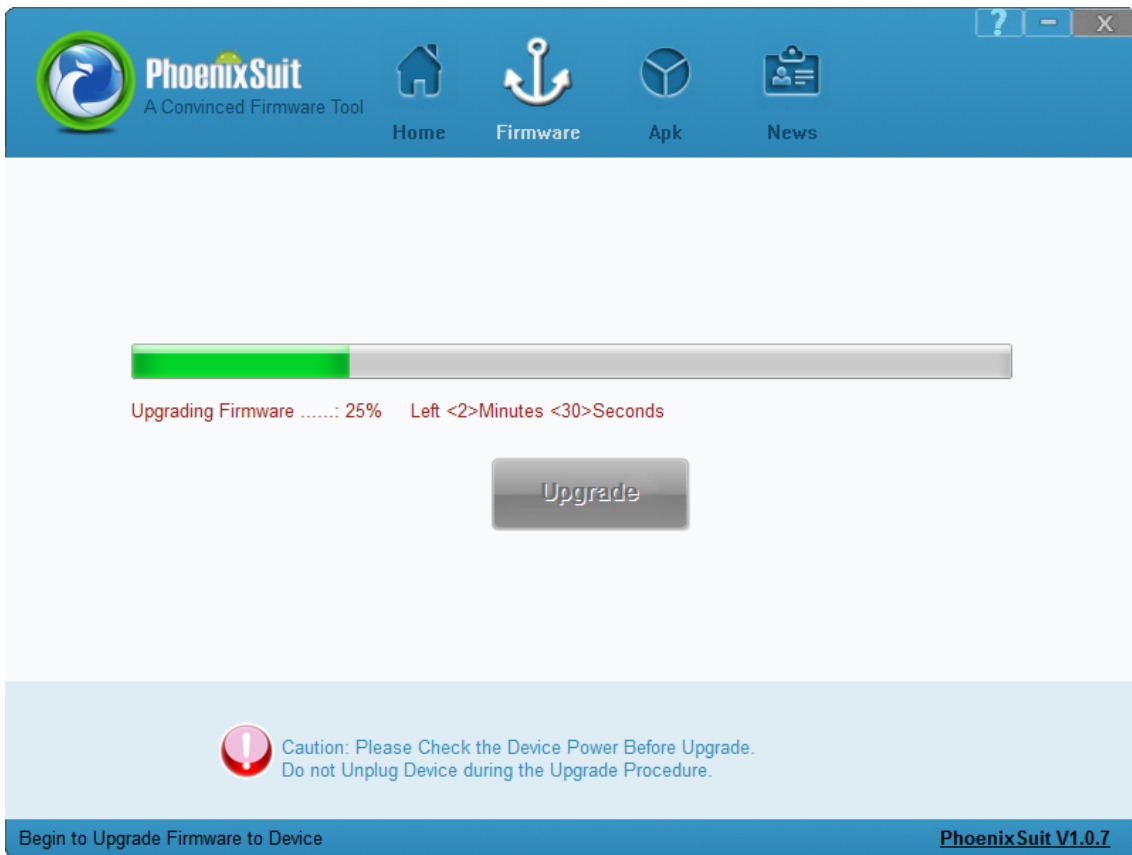 ? – X
PhoenixSuit
A Convinced Firmware Tool
Home Firmware Apk News
Upgrading Firmware ......: 25% Left <2>Minutes <30>Seconds
Upgrade
Caution: Please Check the Device Power Before Upgrade.
Do not Unplug Device during the Upgrade Procedure.
Begin to Upgrade Firmware to Device PhoenixSuit V1.0.7